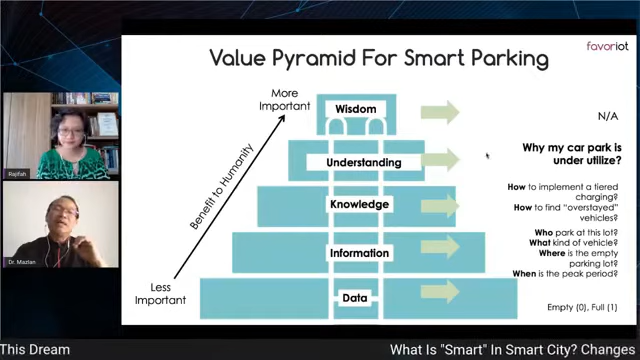 favoriot
Value Pyramid For Smart Parking
More
Important
Benefit to Humanity
Less
Important
Wisdom
Understanding
Knowledge
Information
Data
N/A
Why my car park is
under utilize?
How to implement a tiered
charging?
How to find “overstayed”
vehicles?
Who park at this lot?
What kind of vehicle?
Where is the empty
parking lot?
When is the peak period?
Empty (0), Full (1)
Rafifah
Dr. Mazlan
This Dream
What Is "Smart" In Smart City? Changes